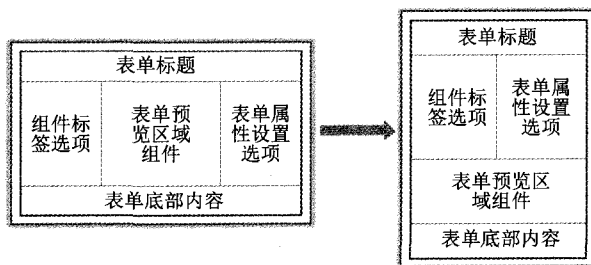 表单标题
组件标
签选项
表单预
览区域
组件
表单属
性设置
选项
表单底部内容
表单标题
组件标
签选项
表单属
性设置
选项
表单预览区
域组件
表单底部内容